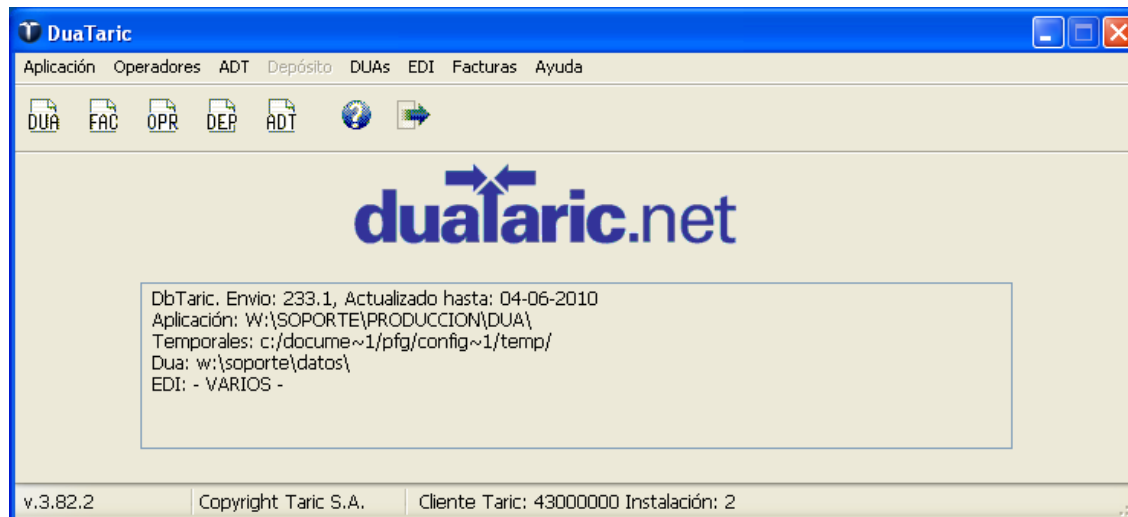 DuaTaric
Aplicación Operadores ADT Depósito DUAs EDI Facturas Ayuda
DUA FAC OPR DEP ADT
duaTaric.net
DbTaric. Envio: 233.1, Actualizado hasta: 04-06-2010
Aplicación: W:\SOPORTE\PRODUCCION\DUA\
Temporales: c:/docume~1/pfg/config~1/temp/
Dua: w:\soporte\datos\
EDI: - VARIOS -
v.3.82.2 Copyright Taric S.A. Cliente Taric: 43000000 Instalación: 2